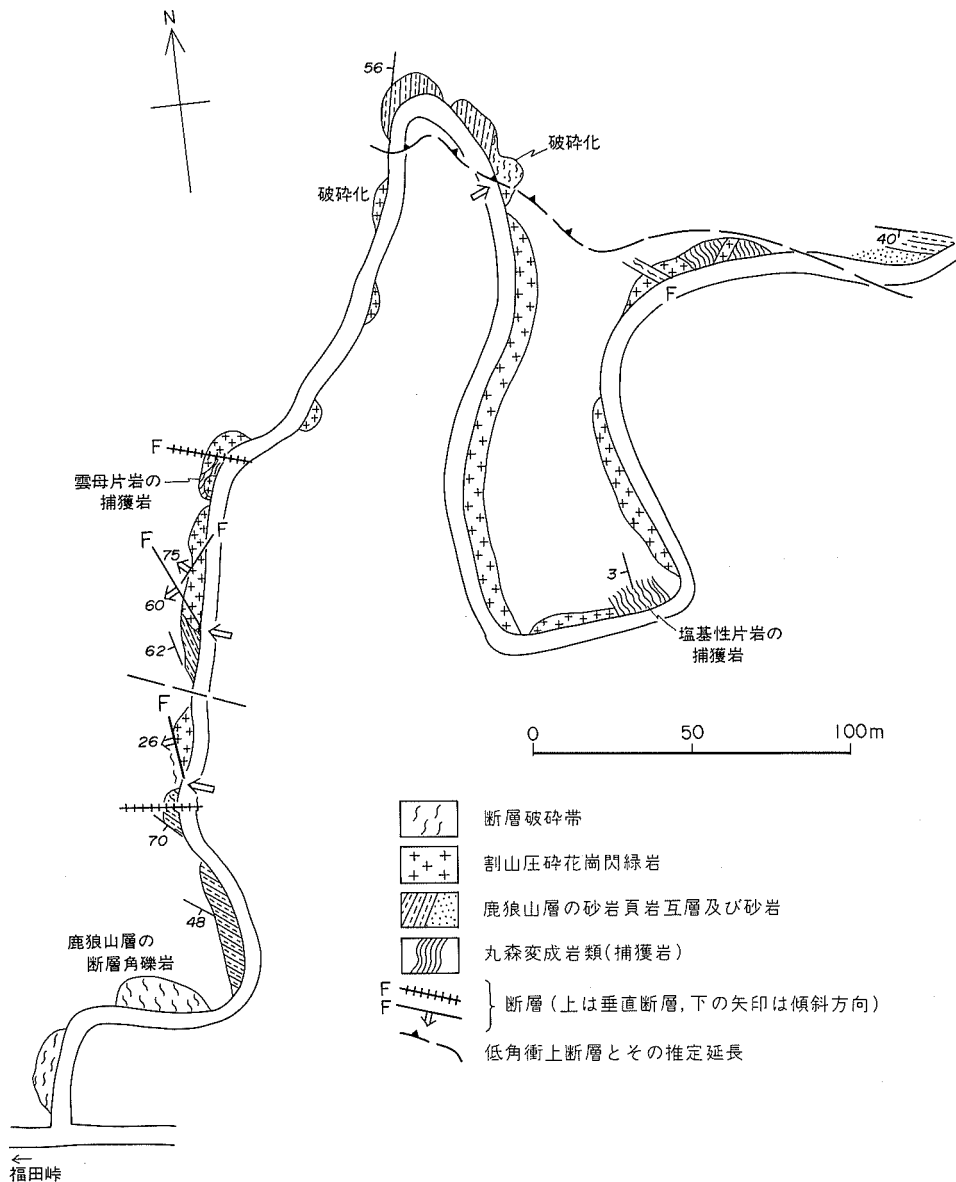 N
56
破砕化
破砕化
40
F
F
雲母片岩の
捕獲岩
F
F
75
60
3
塩基性片岩の
捕獲岩
62
F
26
0 50 100m
70
断層破砕帯
割山圧砕花崗閃緑岩
48
鹿狼山層の砂岩頁岩互層及び砂岩
鹿狼山層の
断層角礫岩
丸森変成岩類(捕獲岩)
F
F
断層(上は垂直断層,下の矢印は傾斜方向)
低角衝上断層とその推定延長
福田峠